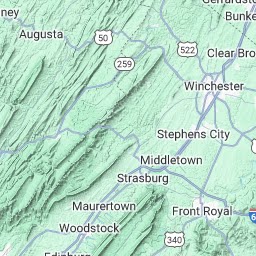 Augusta
50
522
Clear Bro
259
Winchester
Stephens City
Middletown
Strasburg
Maurertown
Front Royal
Woodstock
340